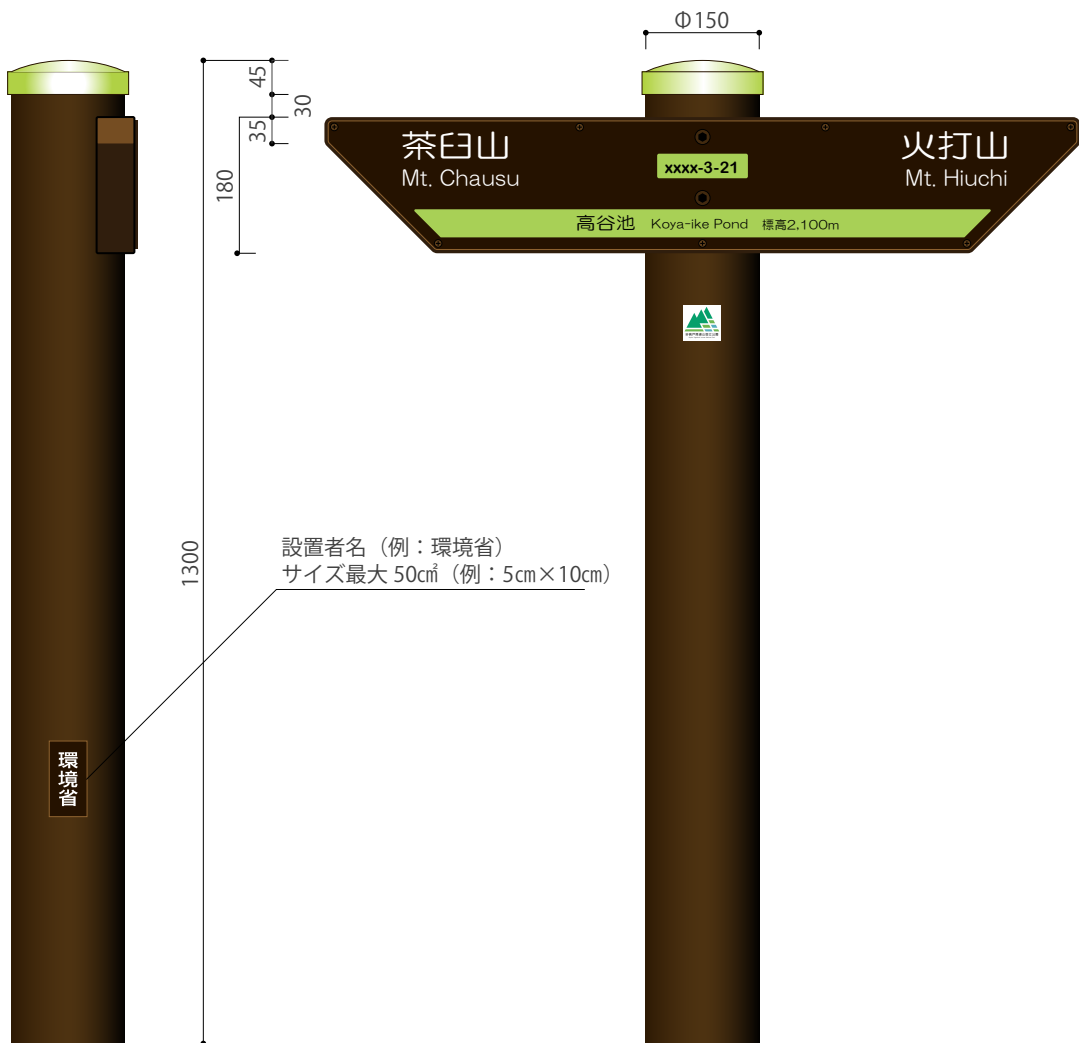 Φ150
45
30
35
180
1300
茶臼山
Mt. Chausu
xxxx-3-21
火打山
Mt. Hiuchi
高谷池 Koya-ike Pond 標高2,100m
設置者名（例：環境省）
サイズ最大 50㎠（例：5㎝×10㎝）
環境省